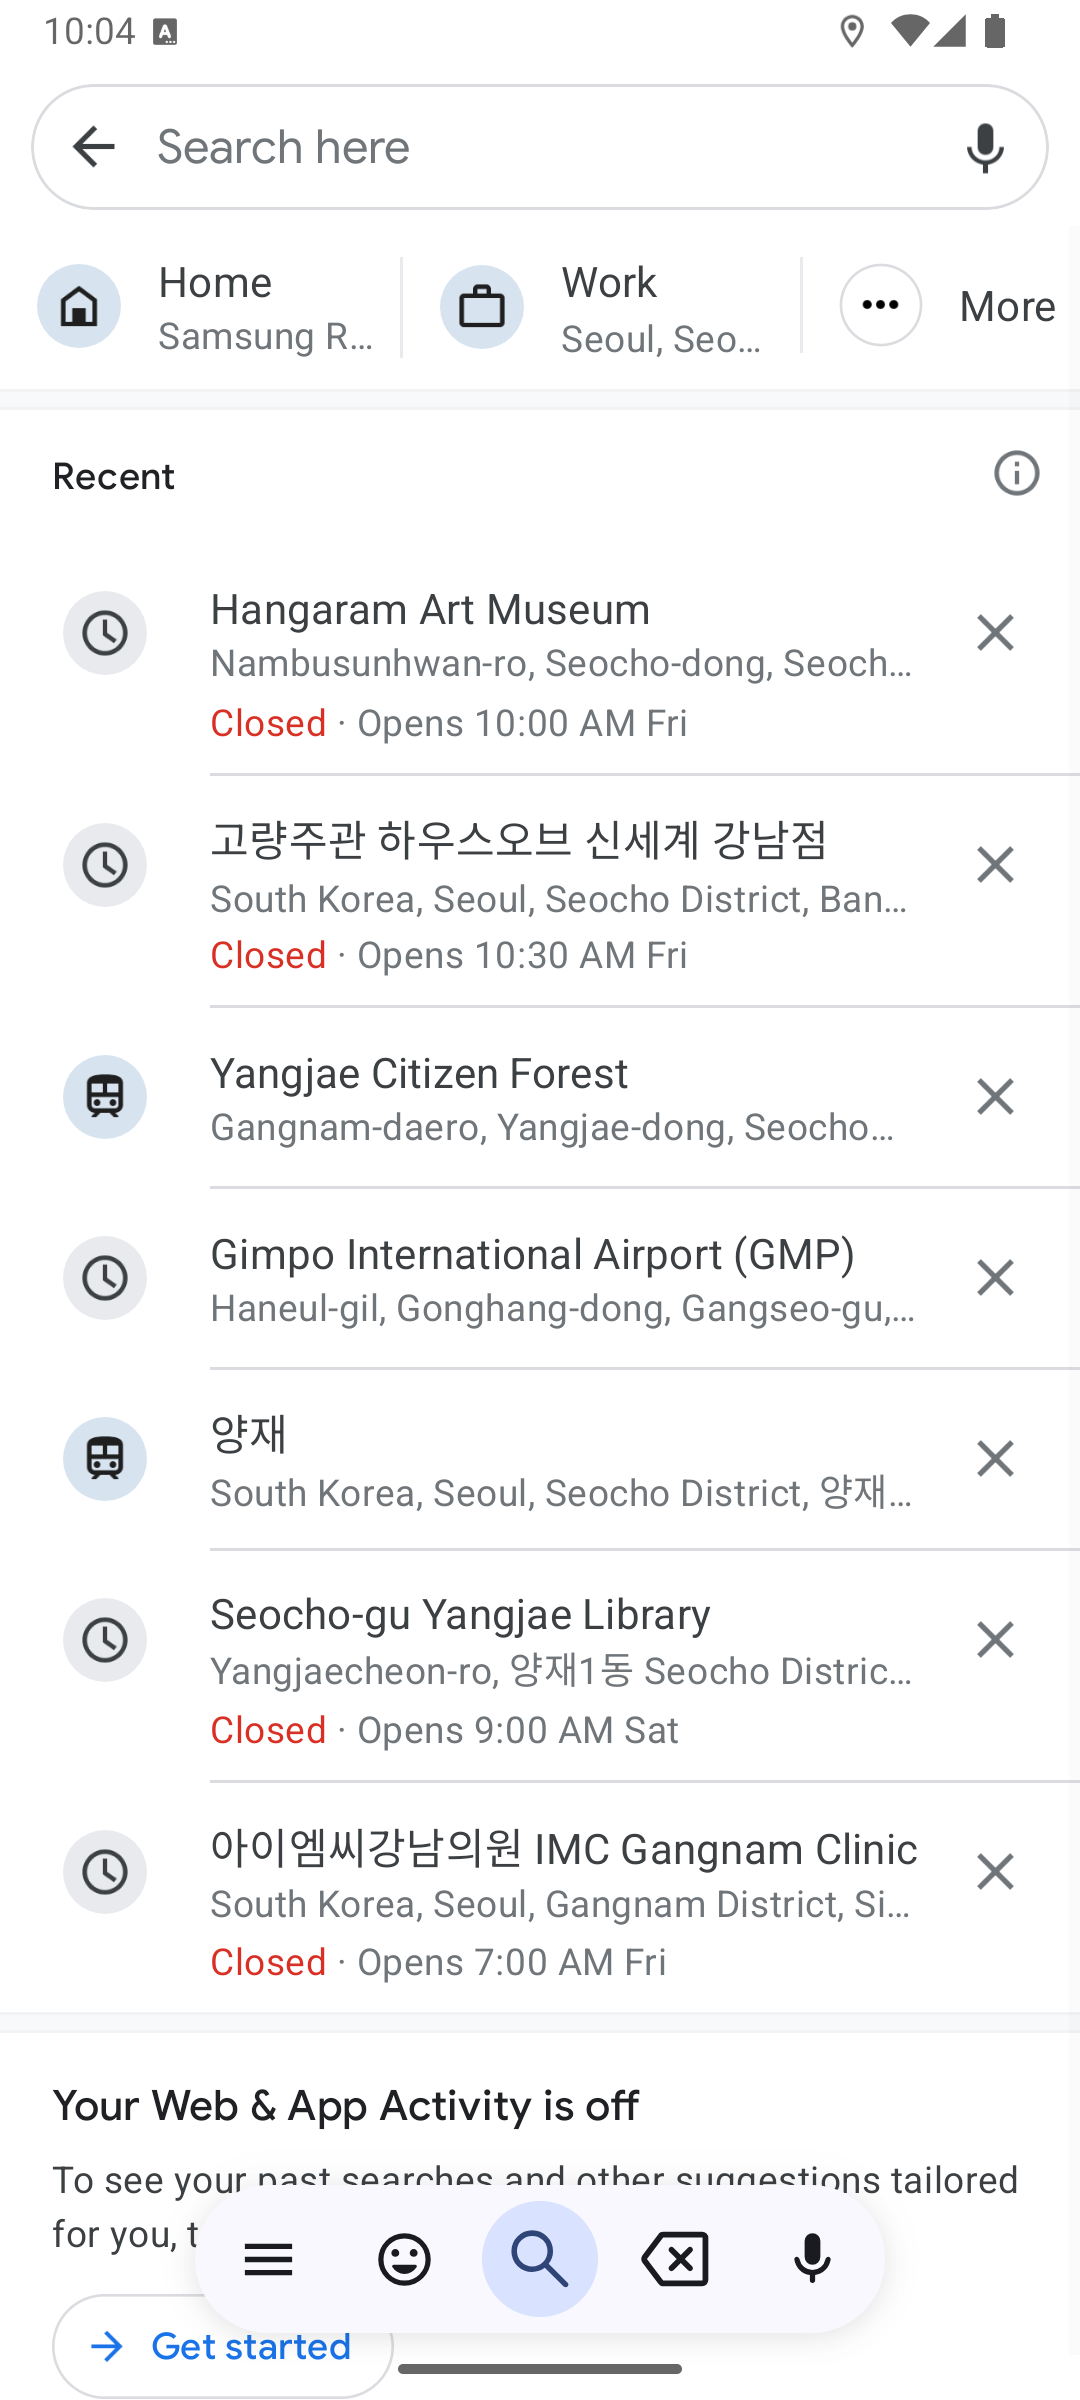 10:04
Search here
Home
Samsung R...
Work
Seoul, Seo...
More
Recent
Hangaram Art Museum
Nambusunhwan-ro, Seocho-dong, Seoch...
Closed · Opens 10:00 AM Fri
고량주관 하우스오브 신세계 강남점
South Korea, Seoul, Seocho District, Ban...
Closed · Opens 10:30 AM Fri
Yangjae Citizen Forest
Gangnam-daero, Yangjae-dong, Seocho...
Gimpo International Airport (GMP)
Haneul-gil, Gonghang-dong, Gangseo-gu,...
양재
South Korea, Seoul, Seocho District, 양재...
Seocho-gu Yangjae Library
Yangjaecheon-ro, 양재1동 Seocho Distric...
Closed · Opens 9:00 AM Sat
아이엠씨강남의원 IMC Gangnam Clinic
South Korea, Seoul, Gangnam District, Si...
Closed · Opens 7:00 AM Fri
Your Web & App Activity is off
To see your past searches and other suggestions tailored
for you, t
Get started